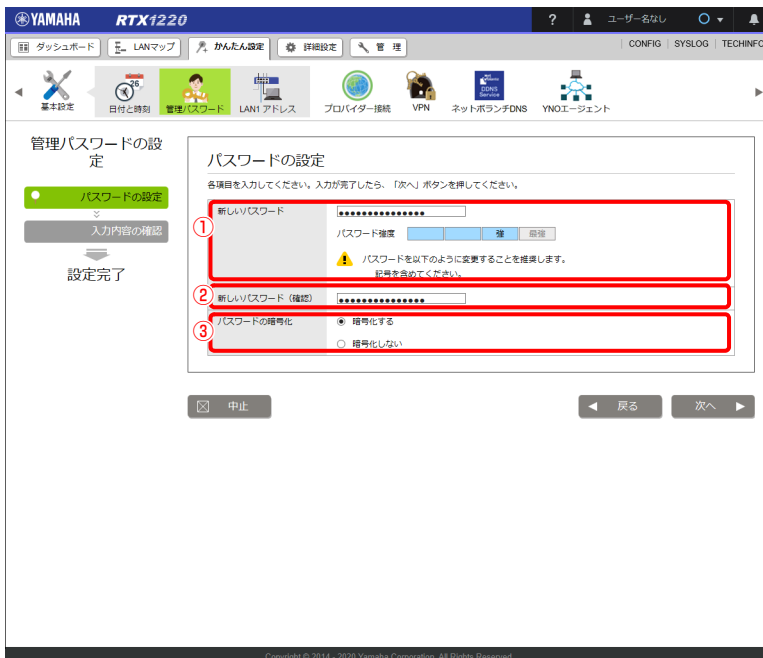 YAMAHA RTX1220 ? ユーザー名なし
ダッシュボード LANマップ かんたん設定 詳細設定 管 理 CONFIG SYSLOG TECHINFO
基本設定 日付と時刻 管理パスワード LAN1 アドレス プロバイダー接続 VPN ネットボランチDNS YNOエージェント
26
DDNS
Service
管理パスワードの設
定
パスワードの設定
入力内容の確認
設定完了
パスワードの設定
各項目を入力してください。入力が完了したら、「次へ」ボタンを押してください。
① 新しいパスワード ●●●●●●●●●●●●●●●
パスワード強度 強 最強
パスワードを以下のように変更することを推奨します。
記号を含めてください。
② 新しいパスワード（確認） ●●●●●●●●●●●●●●●
③ パスワードの暗号化 暗号化する
暗号化しない
中止 戻る 次へ
Copyright © 2014 - 2020 Yamaha Corporation. All Rights Reserved.